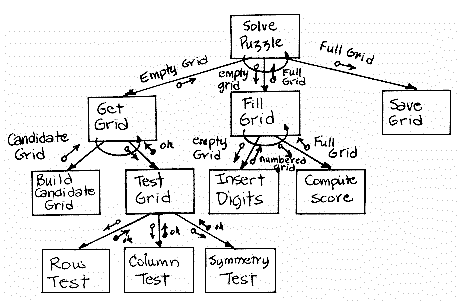 Solve
Puzzle
Empty Grid
empty
grid
Full
Grid
Full Grid
Get
Grid
Fill
Grid
Save
Grid
Candidate
Grid
ok
empty
Grid
numbered
grid
Full
Grid
Build
Candidate
Grid
Test
Grid
Insert
Digits
Compute
Score
ok
ok
ok
Row
Test
Column
Test
Symmetry
Test